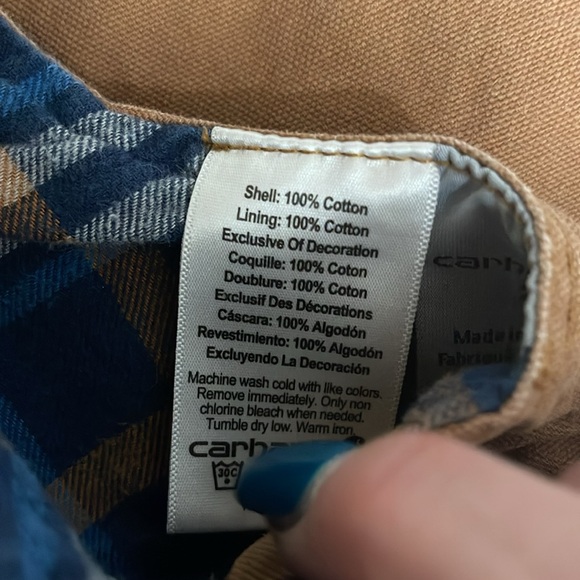 Shell: 100% Cotton
Lining: 100% Cotton
Exclusive Of Decoration
Coquille: 100% Coton
Doublure: 100% Coton
Exclusif Des Décorations
Cáscara: 100% Algodón
Revestimiento: 100% Algodón
Excluyendo La Decoración
Machine wash cold with like colors.
Remove immediately. Only non
chlorine bleach when needed.
Tumble dry low. Warm iron.
30C
Made